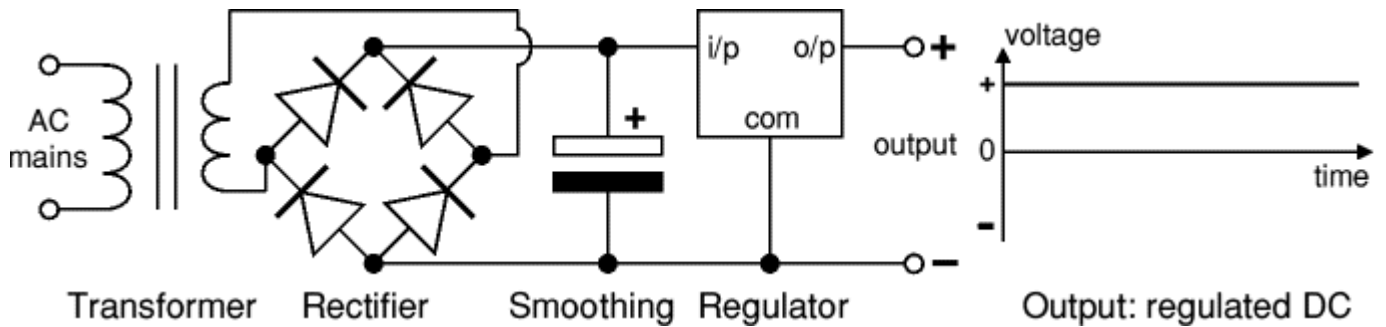 AC
mains
+
i/p o/p
com
+
−
output
voltage
+
0
-
time
Transformer Rectifier Smoothing Regulator Output: regulated DC